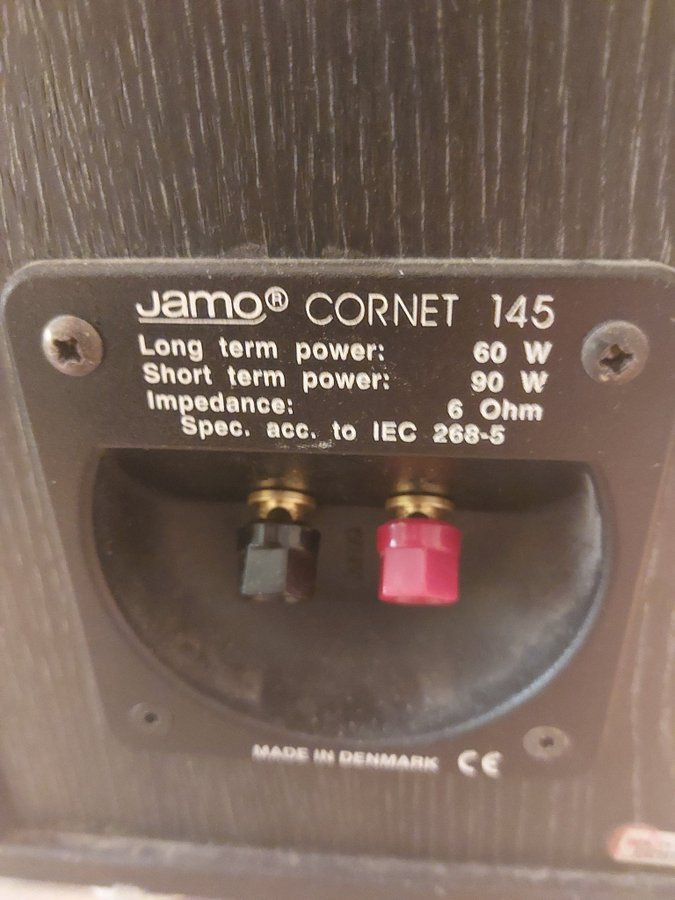 Jamo® CORNET 145
Long term power: 60 W
Short term power: 90 W
Impedance: 6 Ohm
Spec. acc. to IEC 268-5
MADE IN DENMARK CE